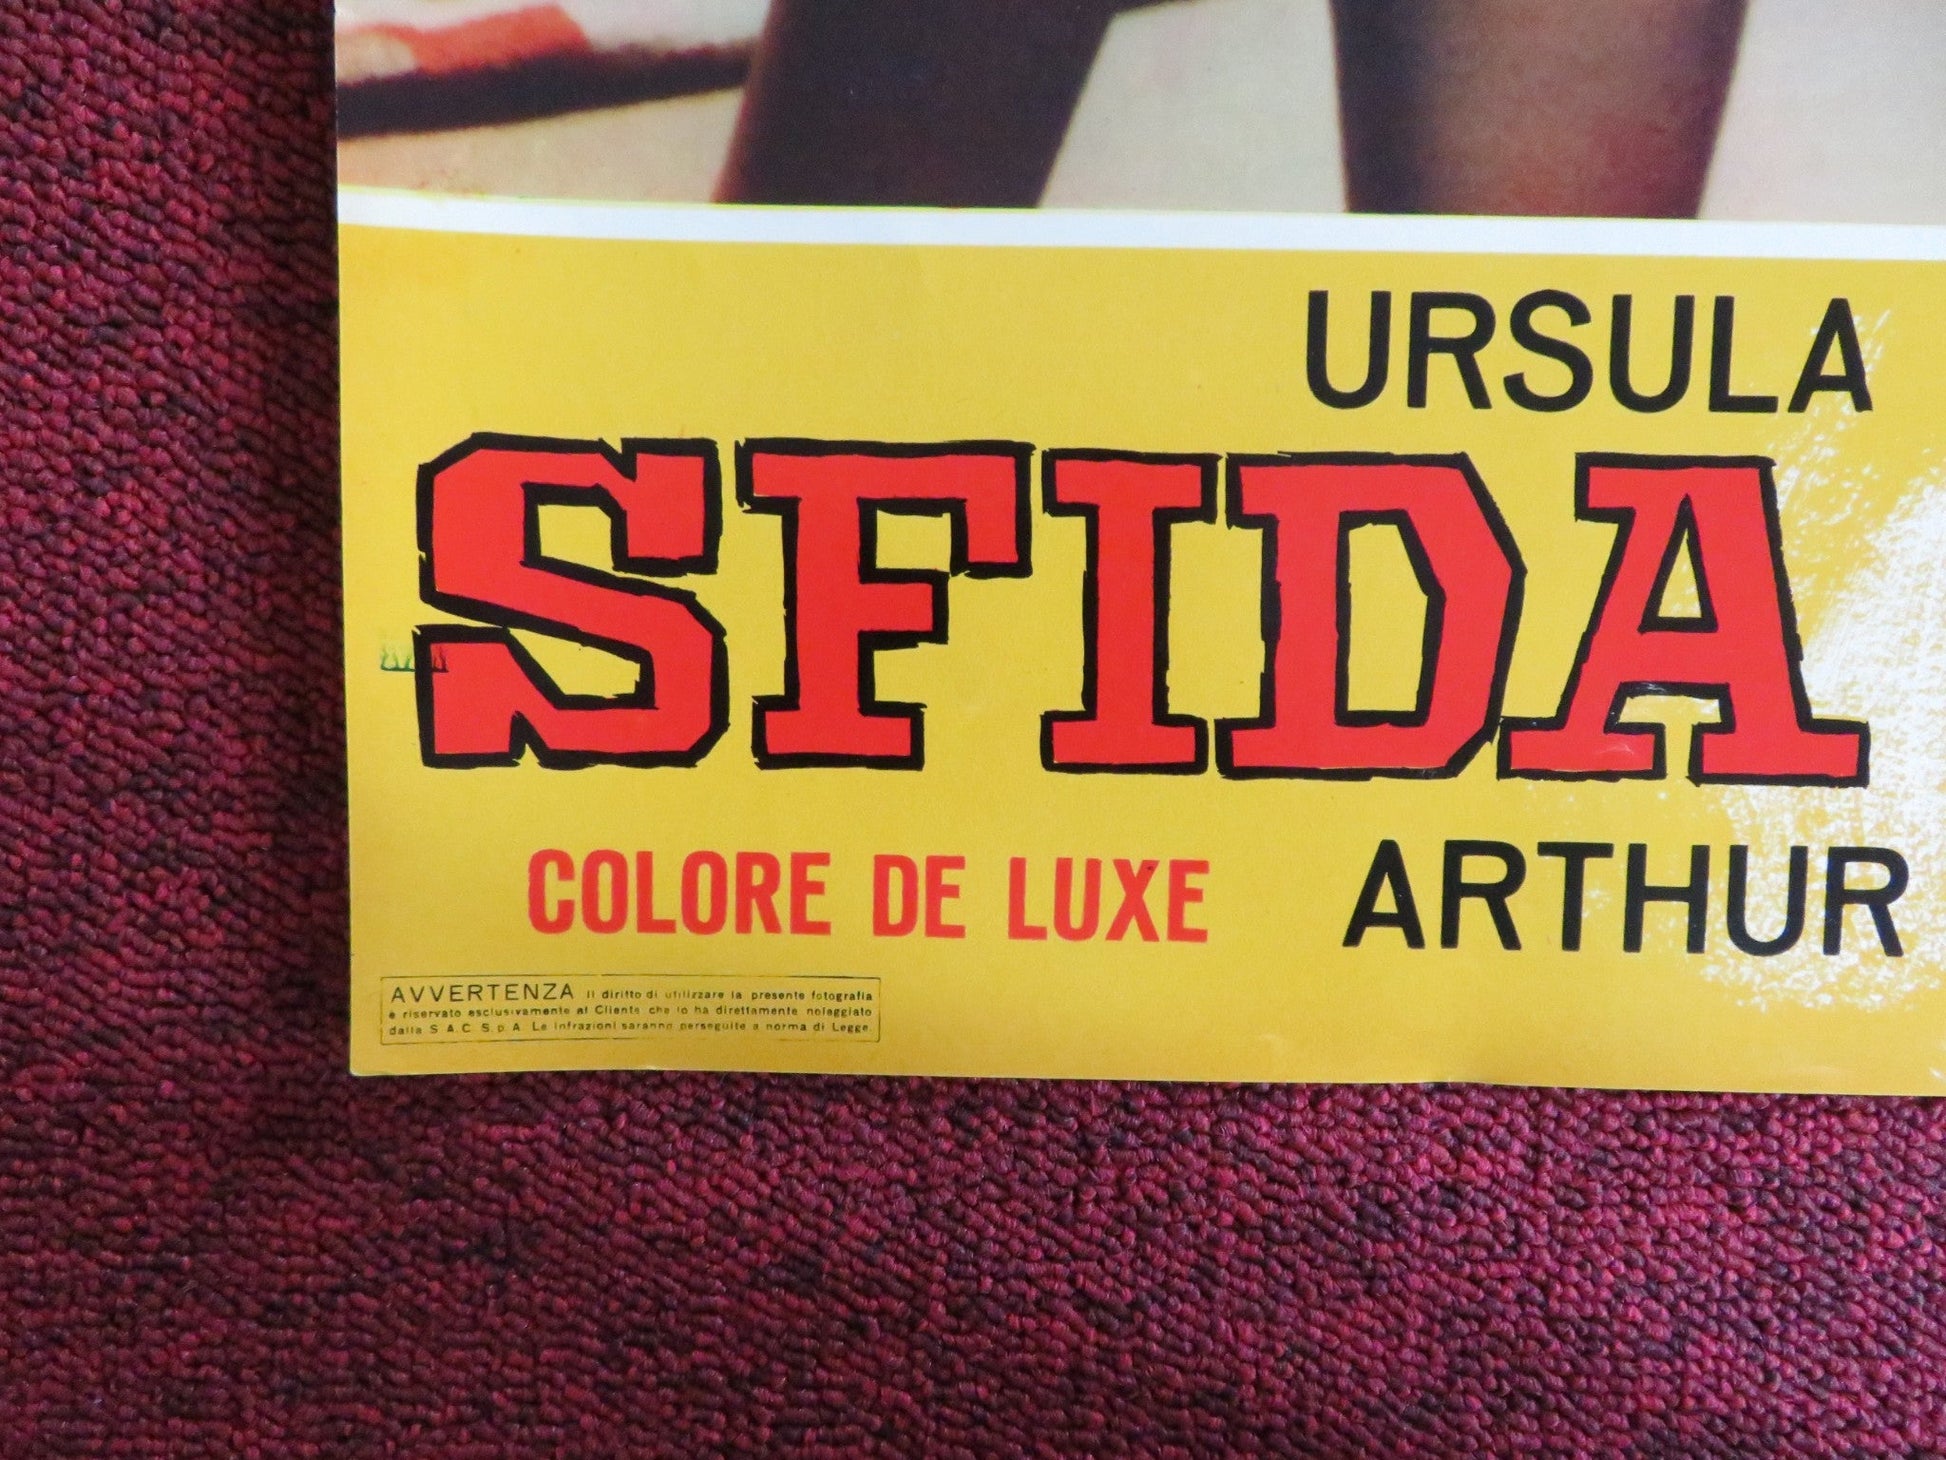 URSULA
SFIDA
COLORE DE LUXE ARTHUR
AVVERTENZA Il diritto di utilizzare la presente fotografia
è riservato esclusivamente al Cliente che lo ha direttamente noleggiato
dalla S.A.C. S.p.A. Le infrazioni saranno perseguite a norma di Legge.